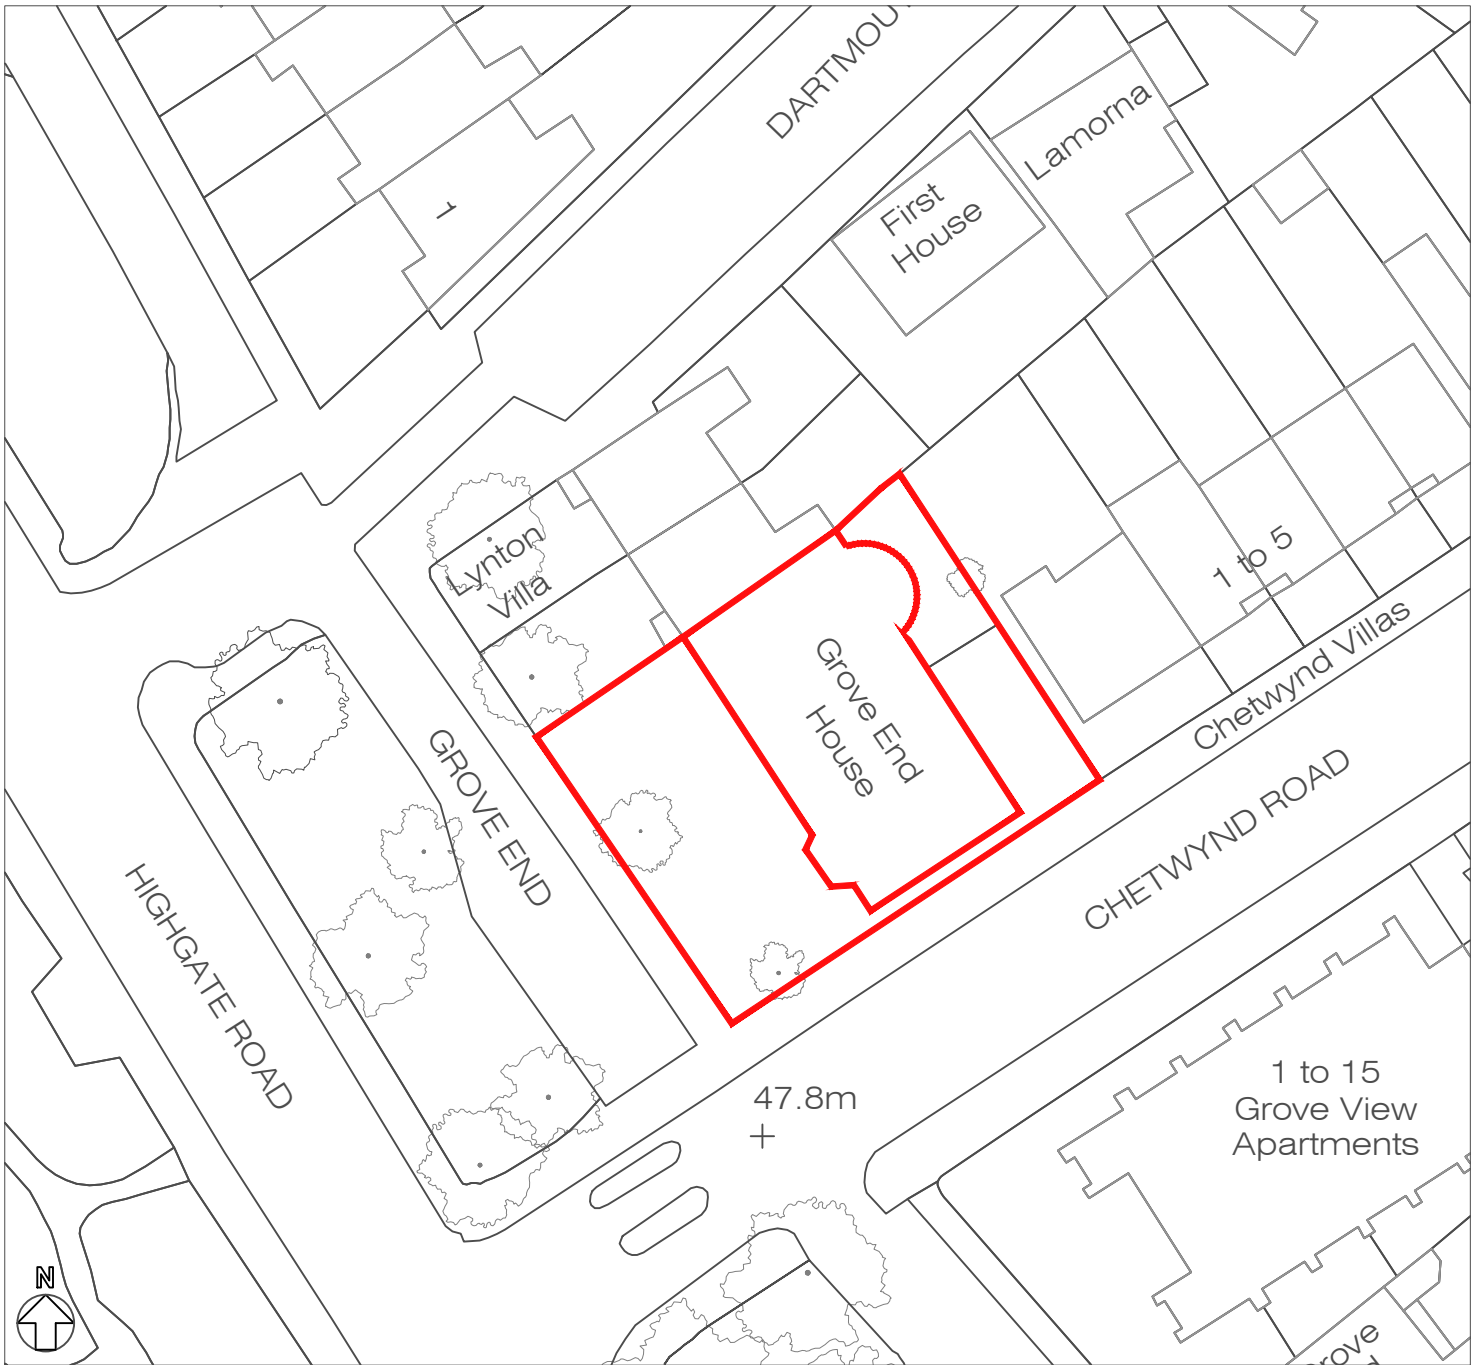 DARTMOU
Lamorna
First
House
1
Lynton
Villa
1 to 5
Chetwynd Villas
Grove End
House
GROVE END
CHETWYND ROAD
HIGHGATE ROAD
47.8m
1 to 15
Grove View
Apartments
N
rove